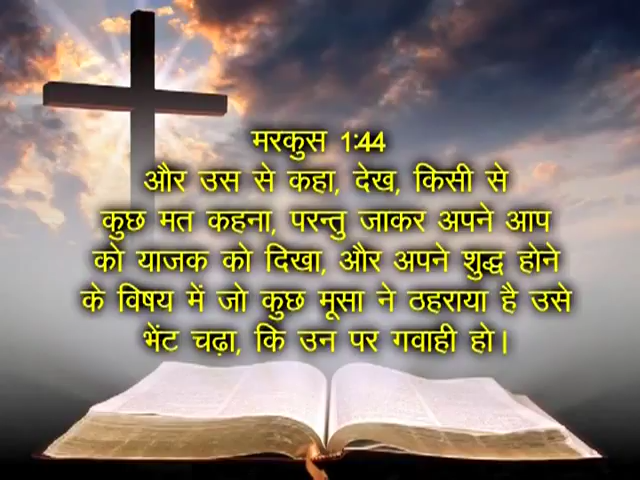 मरकुस 1:44
और उस से कहा, देख, किसी से
कुछ मत कहना, परन्तु जाकर अपने आप
को याजक को दिखा, और अपने शुद्ध होने
के विषय में जो कुछ मूसा ने ठहराया है उसे
भेंट चढ़ा, कि उन पर गवाही हो।